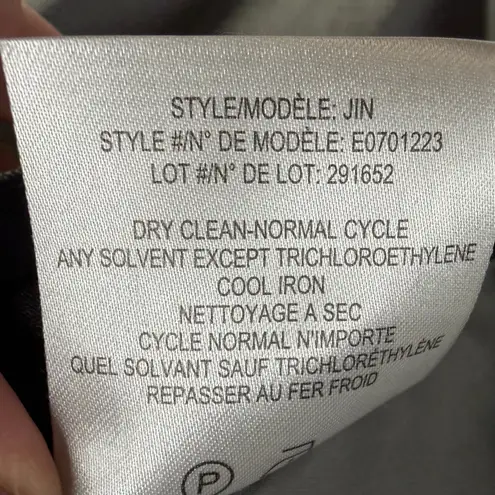 STYLE/MODÈLE: JIN
STYLE #/N° DE MODÈLE: E0701223
LOT #/N° DE LOT: 291652
DRY CLEAN-NORMAL CYCLE
ANY SOLVENT EXCEPT TRICHLOROETHYLENE
COOL IRON
NETTOYAGE A SEC
CYCLE NORMAL N'IMPORTE
QUEL SOLVANT SAUF TRICHLORÉTHYLÈNE
REPASSER AU FER FROID
P